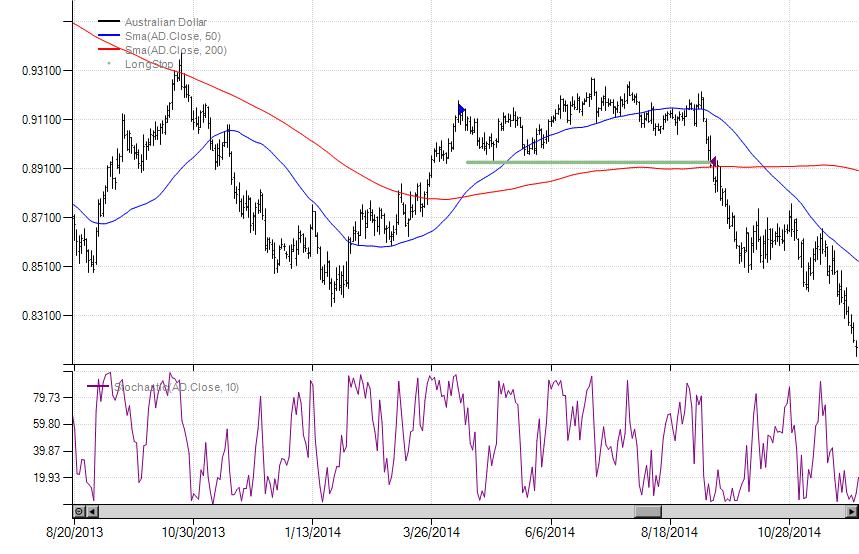 Australian Dollar
Sma(AD.Close, 50)
Sma(AD.Close, 200)
LongStop
0.93100
0.91100
0.89100
0.87100
0.85100
0.83100
Stochastic(AD.Close, 10)
79.73
59.80
39.87
19.93
8/20/2013 10/30/2013 1/13/2014 3/26/2014 6/6/2014 8/18/2014 10/28/2014